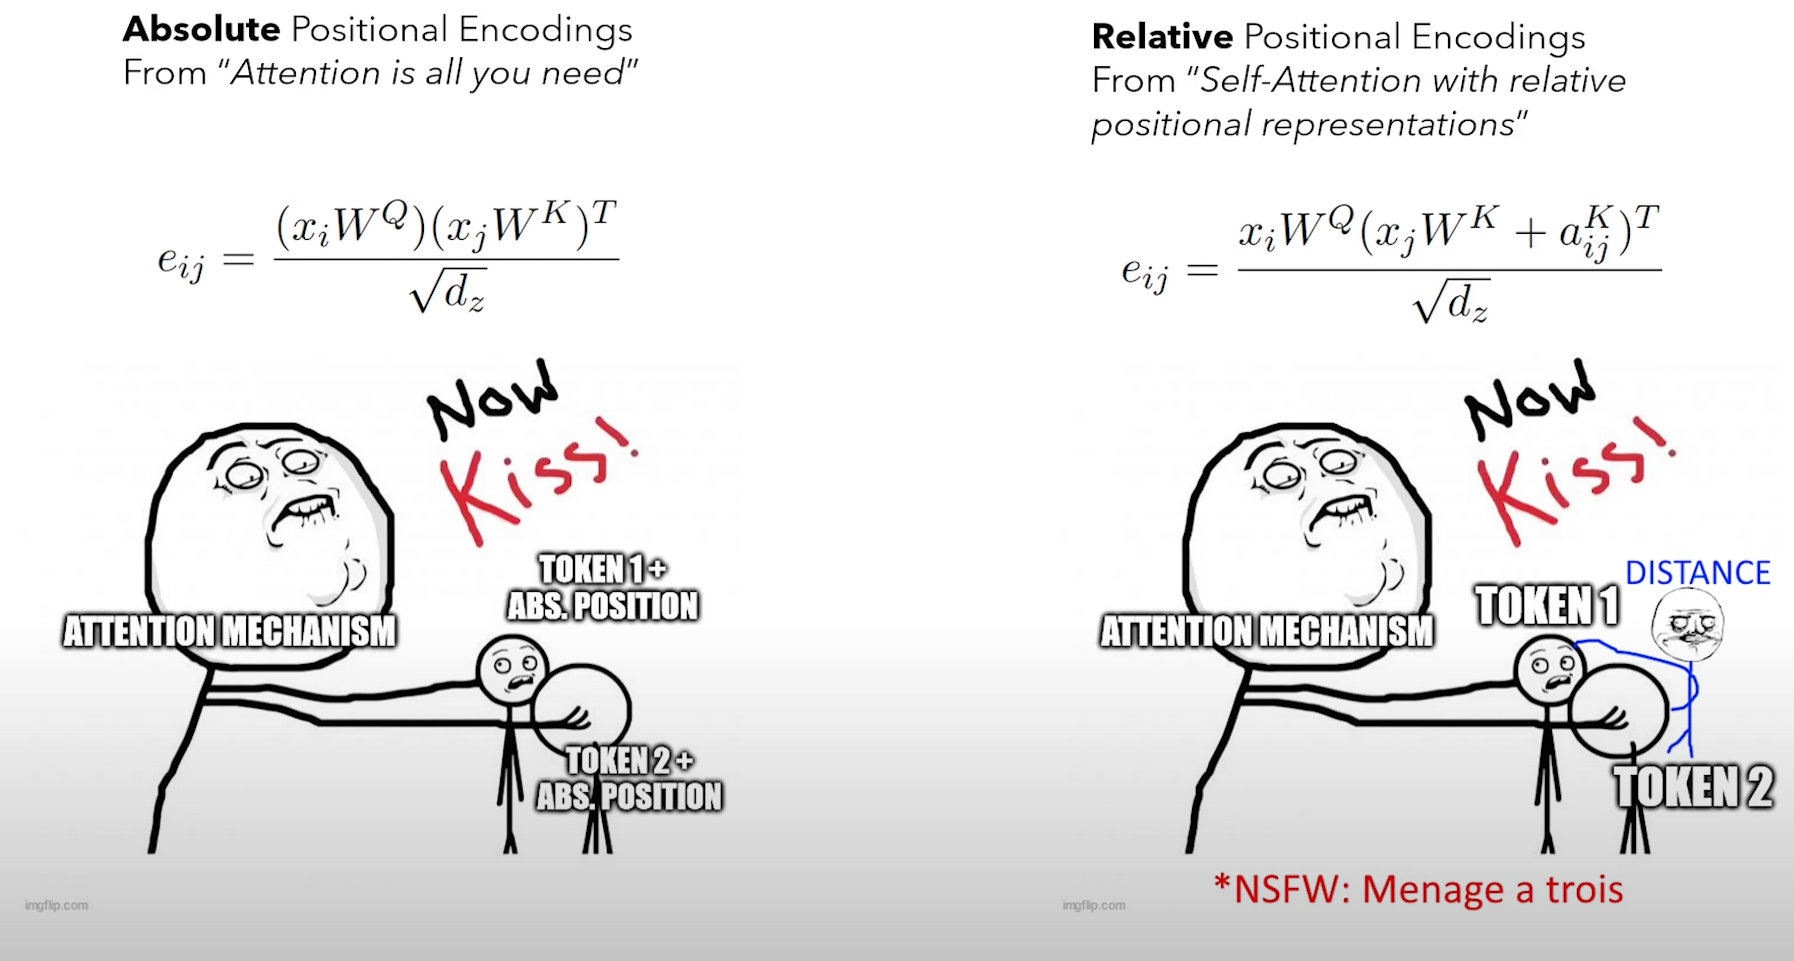 Absolute Positional Encodings
From "Attention is all you need"
e_{ij} = \frac{(x_i W^Q)(x_j W^K)^T}{\sqrt{d_z}}
Now
Kiss!
TOKEN 1 +
ABS. POSITION
ATTENTION MECHANISM
TOKEN 2 +
ABS. POSITION
imgflip.com
Relative Positional Encodings
From "Self-Attention with relative
positional representations"
e_{ij} = \frac{x_i W^Q (x_j W^K + a_{ij}^K)^T}{\sqrt{d_z}}
Now
Kiss!
DISTANCE
TOKEN 1
ATTENTION MECHANISM
TOKEN 2
*NSFW: Menage a trois
imgflip.com